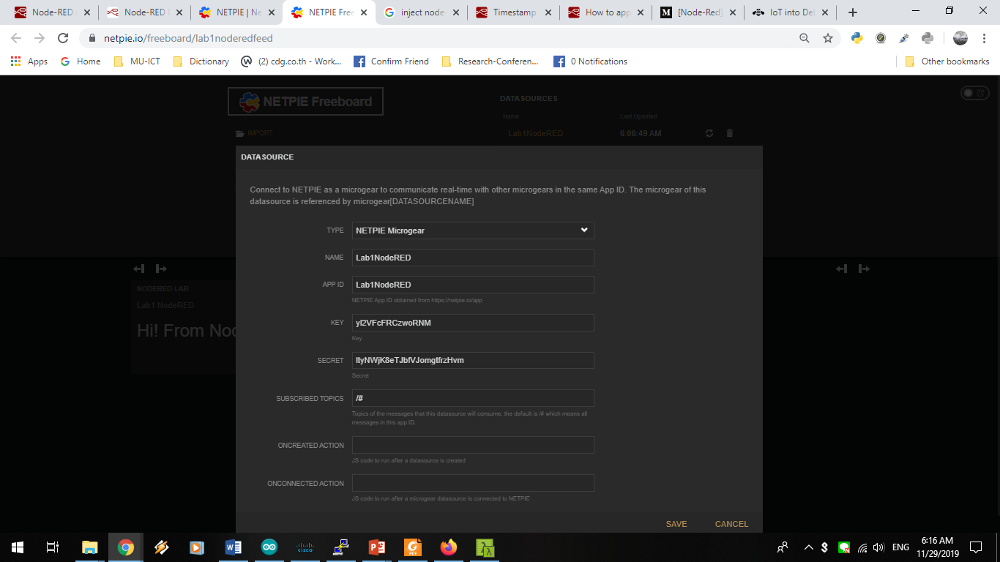 Node-RED
Node-RED
NETPIE | Ne
NETPIE Free
inject node-
Timestamp
How to app
[Node-Red]
IoT into Deb
netpie.io/freeboard/lab1noderedfeed
Apps
Home
MU-ICT
Dictionary
(2) cdg.co.th - Work...
Confirm Friend
Research-Conferen...
0 Notifications
Other bookmarks
NETPIE Freeboard
DATASOURCES
Name Last Updated
IMPORT
Lab1NodeRED 6:06:49 AM
DATASOURCE
Connect to NETPIE as a microgear to communicate real-time with other microgears in the same App ID. The microgear of this
datasource is referenced by microgear[DATASOURCENAME]
TYPE NETPIE Microgear
NAME Lab1NodeRED
APP ID Lab1NodeRED
NETPIE App ID obtained from https://netpie.io/app
KEY yI2VFcFRCzwoRNM
Key
SECRET ItyNWjK8eTJbfVJomgtfrzHvm
Secret
SUBSCRIBED TOPICS /#
Topics of the messages that this datasource will consume, the default is /# which means all
messages in this app ID.
ONCREATED ACTION
JS code to run after a datasource is created
ONCONNECTED ACTION
JS code to run after a microgear datasource is connected to NETPIE
SAVE CANCEL
NODERED LAB
Lab1 NodeRED
Hi! From Noc
ENG
6:16 AM
11/29/2019